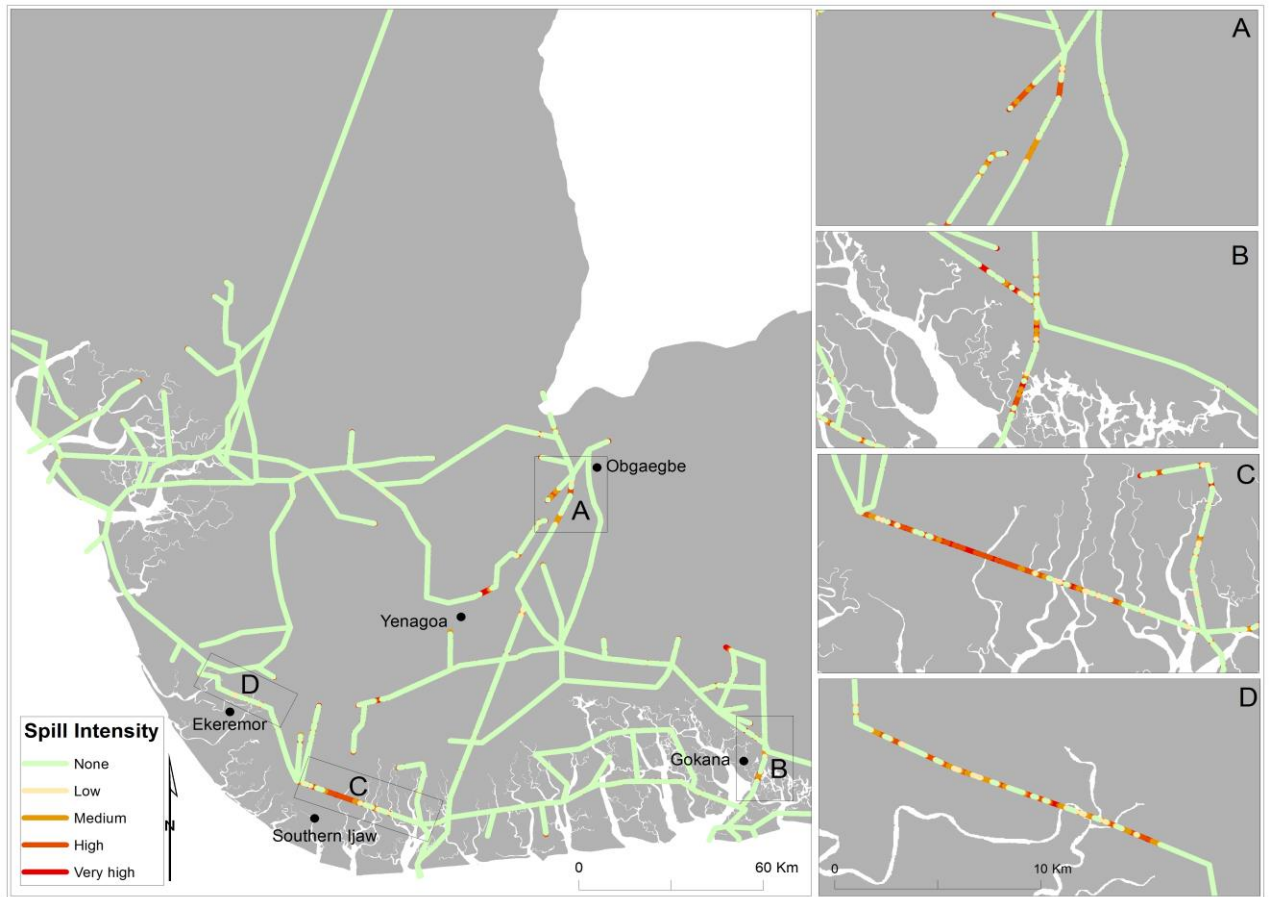 A
Obgaegbe
A
Yenagoa
B
D
Ekeremor
Spill Intensity
None
Low
Medium
High
Very high
N
Gokana
B
C
Southern Ijaw
0 60 Km
C
D
0 10 Km